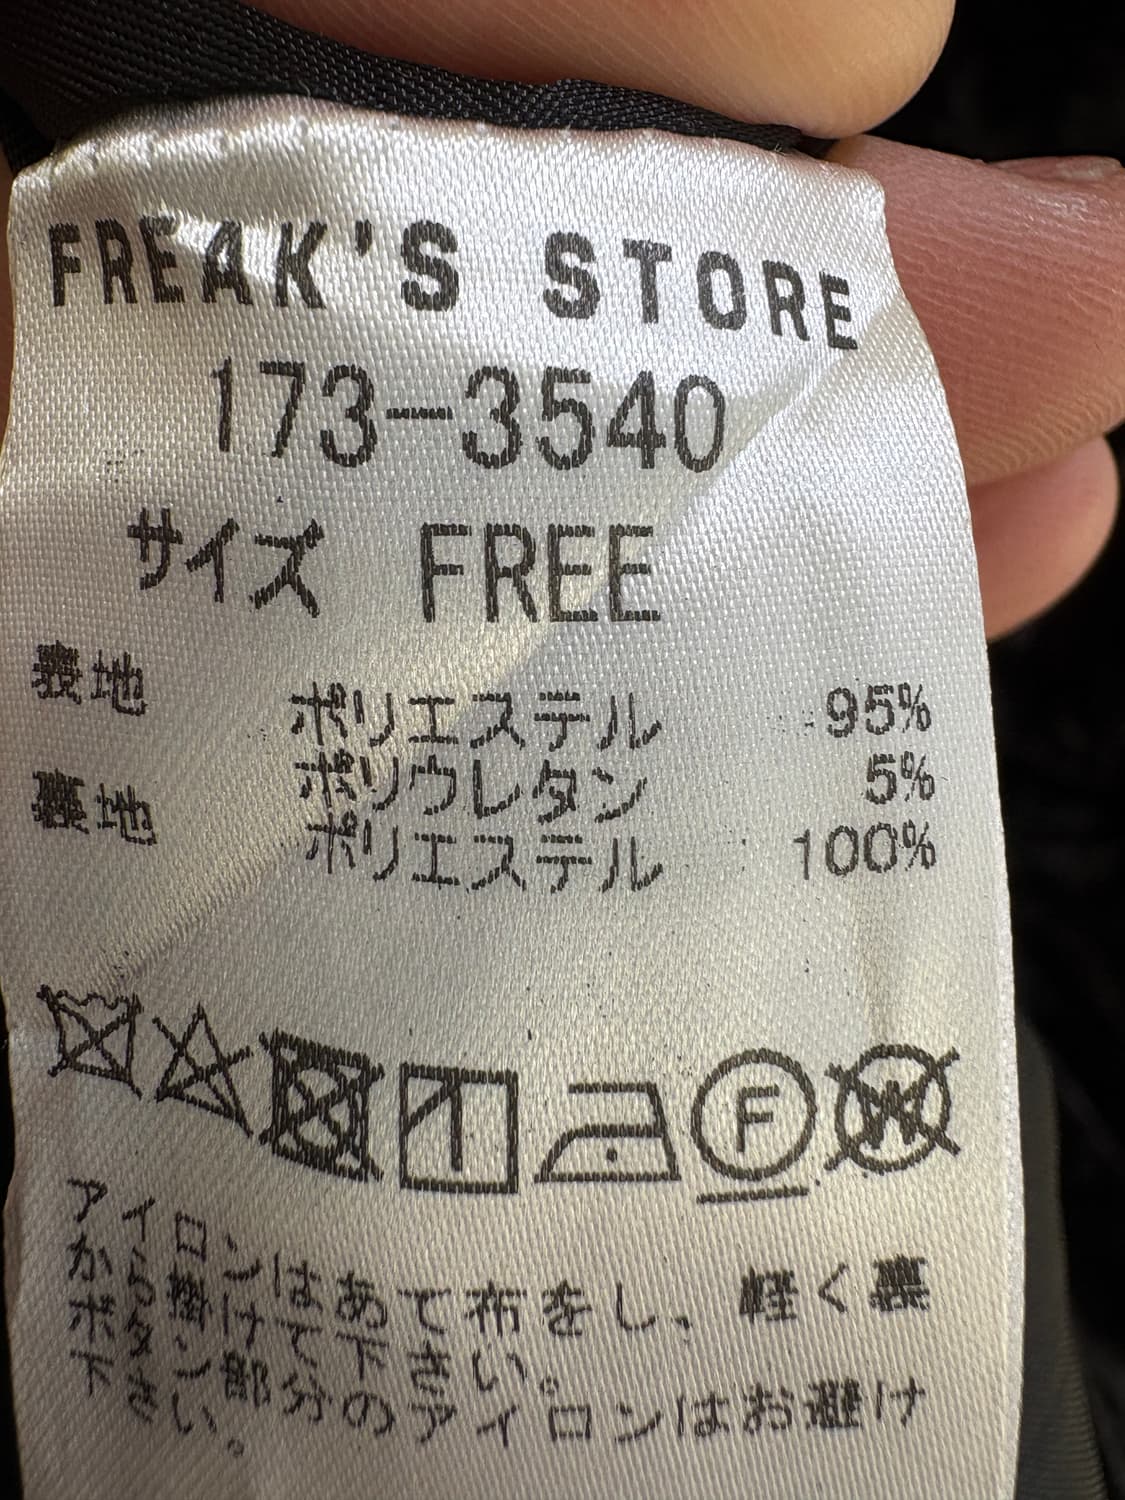 FREAK'S STORE
173-3540
サイズ FREE
表地 ポリエステル 95%
ポリウレタン 5%
裏地 ポリエステル 100%
F W
アイロンはあて布をし、軽く裏
から掛けて下さい。
ボタン部分のアイロンはお避け
下さい。